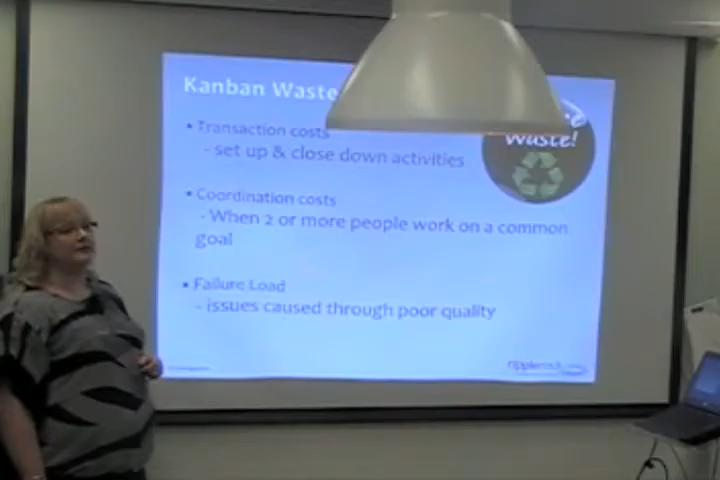 Kanban Waste
• Transaction costs
- set up & close down activities
Waste!
• Coordination costs
- When 2 or more people work on a common
goal
• Failure Load
- issues caused through poor quality